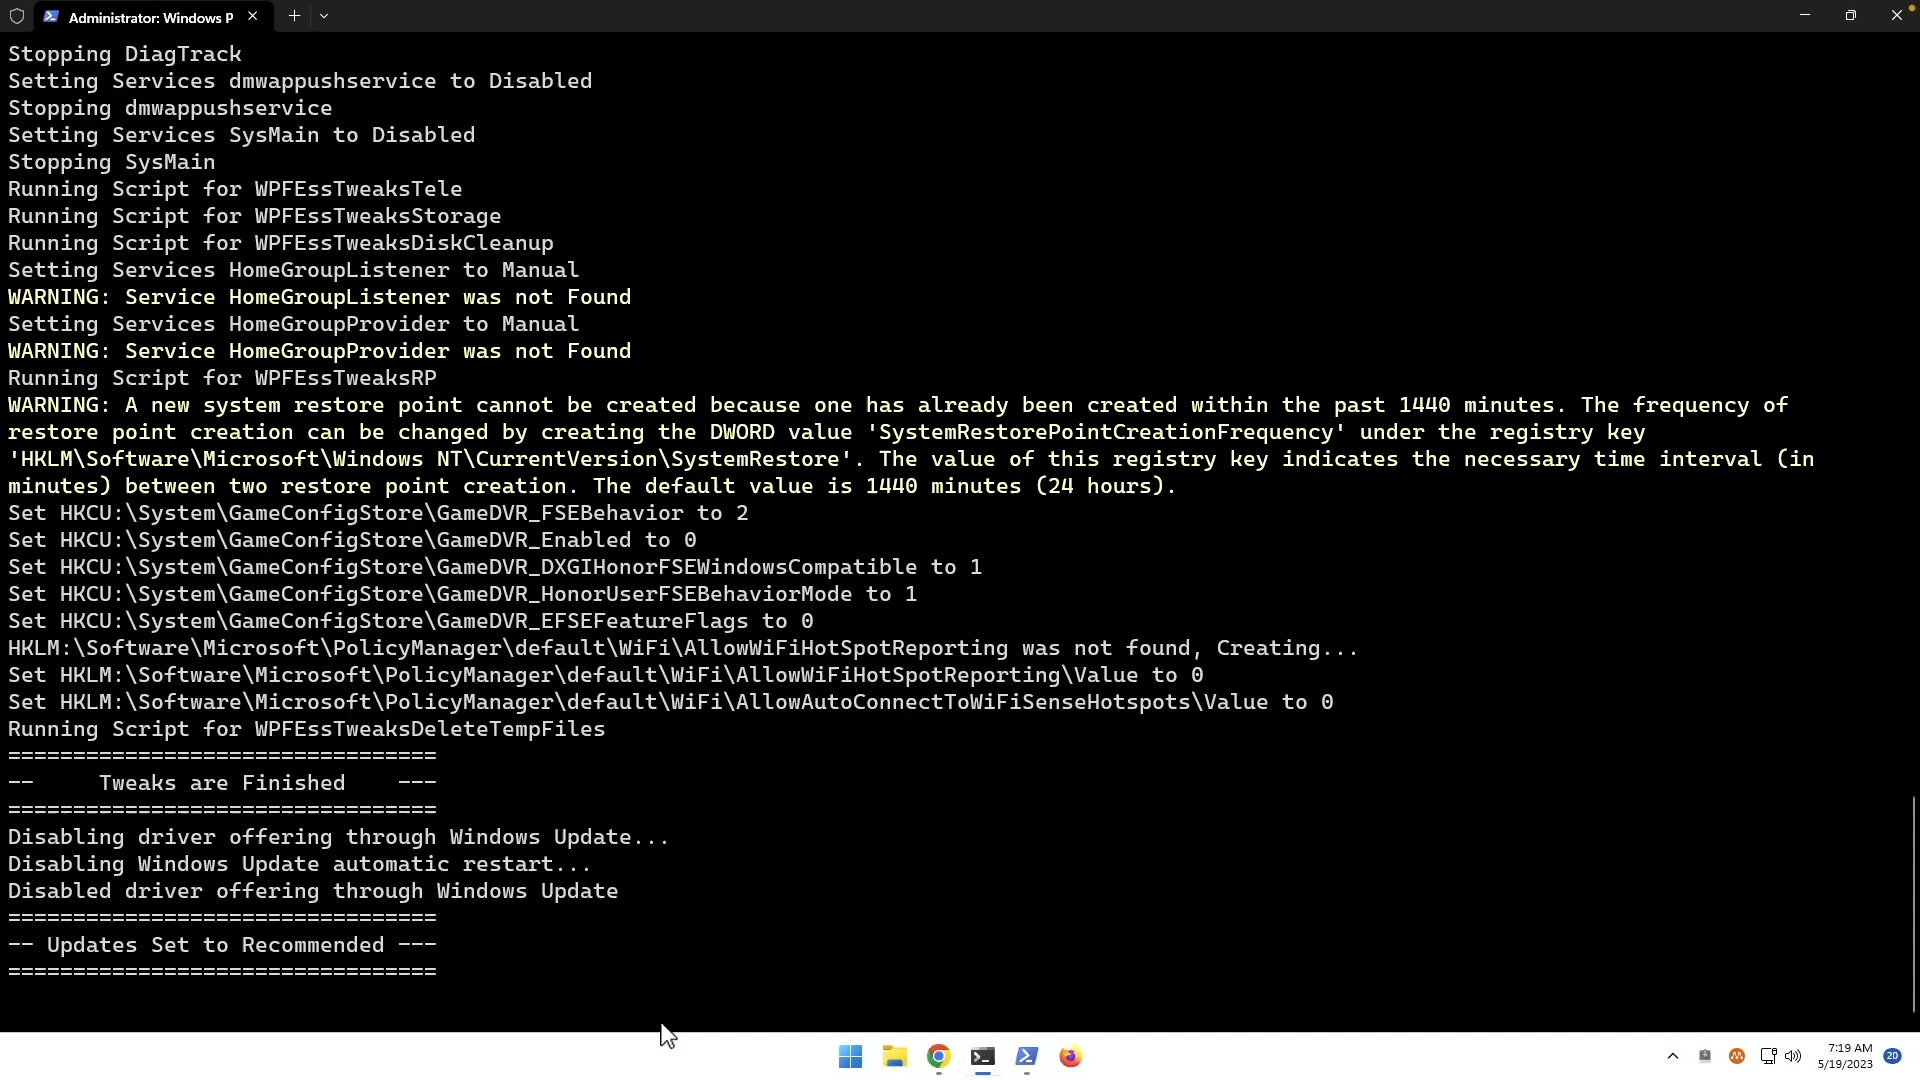 Administrator: Windows P
Stopping DiagTrack
Setting Services dmwappushservice to Disabled
Stopping dmwappushservice
Setting Services SysMain to Disabled
Stopping SysMain
Running Script for WPFEssTweaksTele
Running Script for WPFEssTweaksStorage
Running Script for WPFEssTweaksDiskCleanup
Setting Services HomeGroupListener to Manual
WARNING: Service HomeGroupListener was not Found
Setting Services HomeGroupProvider to Manual
WARNING: Service HomeGroupProvider was not Found
Running Script for WPFEssTweaksRP
WARNING: A new system restore point cannot be created because one has already been created within the past 1440 minutes. The frequency of
restore point creation can be changed by creating the DWORD value 'SystemRestorePointCreationFrequency' under the registry key
'HKLM\Software\Microsoft\Windows NT\CurrentVersion\SystemRestore'. The value of this registry key indicates the necessary time interval (in
minutes) between two restore point creation. The default value is 1440 minutes (24 hours).
Set HKCU:\System\GameConfigStore\GameDVR_FSEBehavior to 2
Set HKCU:\System\GameConfigStore\GameDVR_Enabled to 0
Set HKCU:\System\GameConfigStore\GameDVR_DXGIHonorFSEWindowsCompatible to 1
Set HKCU:\System\GameConfigStore\GameDVR_HonorUserFSEBehaviorMode to 1
Set HKCU:\System\GameConfigStore\GameDVR_EFSEFeatureFlags to 0
HKLM:\Software\Microsoft\PolicyManager\default\WiFi\AllowWiFiHotSpotReporting was not found, Creating...
Set HKLM:\Software\Microsoft\PolicyManager\default\WiFi\AllowWiFiHotSpotReporting\Value to 0
Set HKLM:\Software\Microsoft\PolicyManager\default\WiFi\AllowAutoConnectToWiFiSenseHotspots\Value to 0
Running Script for WPFEssTweaksDeleteTempFiles
=================================
--     Tweaks are Finished    ---
=================================
Disabling driver offering through Windows Update...
Disabling Windows Update automatic restart...
Disabled driver offering through Windows Update
=================================
-- Updates Set to Recommended ---
=================================
7:19 AM
5/19/2023
20